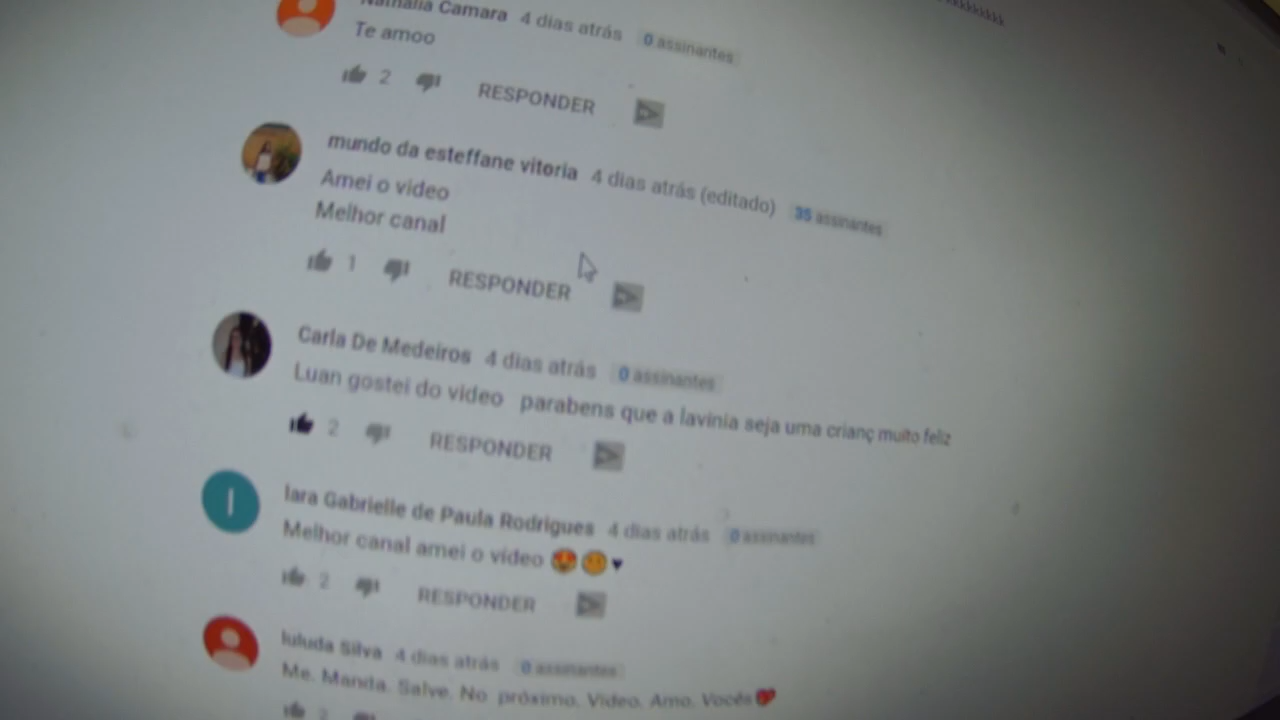 Nathalia Camara 4 dias atrás 0 assinantes
Te amoo
2 RESPONDER
mundo da esteffane vitoria 4 dias atrás (editado) 35 assinantes
Amei o video
Melhor canal
1 RESPONDER
Carla De Medeiros 4 dias atrás 0 assinantes
Luan gostei do video parabens que a lavinia seja uma crianç muito feliz
2 RESPONDER
I
Iara Gabrielle de Paula Rodrigues 4 dias atrás 0 assinantes
Melhor canal amei o video 😍😶♥
2 RESPONDER
luluda Silva 4 dias atrás 0 assinantes
Me. Manda. Salve. No próximo. Video. Amo. Vocês
2